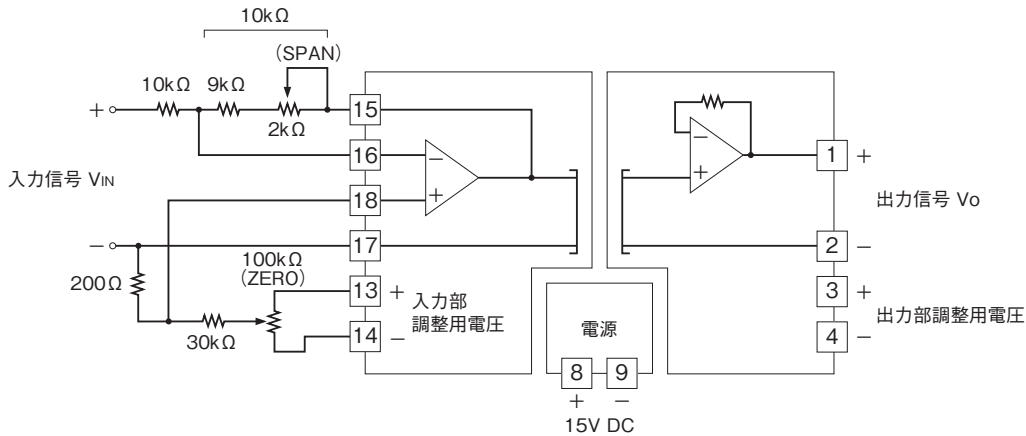 10kΩ
(SPAN)
10kΩ
9kΩ
2kΩ
+
15
16
−
18
+
入力信号 VIN
−
17
200Ω
100kΩ
(ZERO)
13
+
14
−
入力部
調整用電圧
30kΩ
−
+
1
+
出力信号 Vo
2
−
3
+
出力部調整用電圧
4
−
電源
8
9
+
−
15V DC